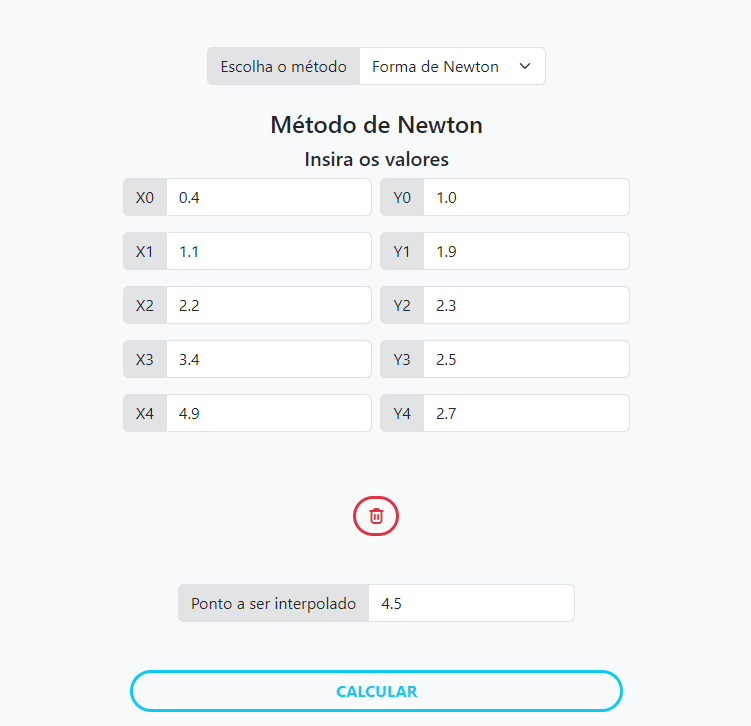 Escolha o método Forma de Newton
Método de Newton
Insira os valores
X0 0.4 Y0 1.0
X1 1.1 Y1 1.9
X2 2.2 Y2 2.3
X3 3.4 Y3 2.5
X4 4.9 Y4 2.7
Ponto a ser interpolado 4.5
CALCULAR